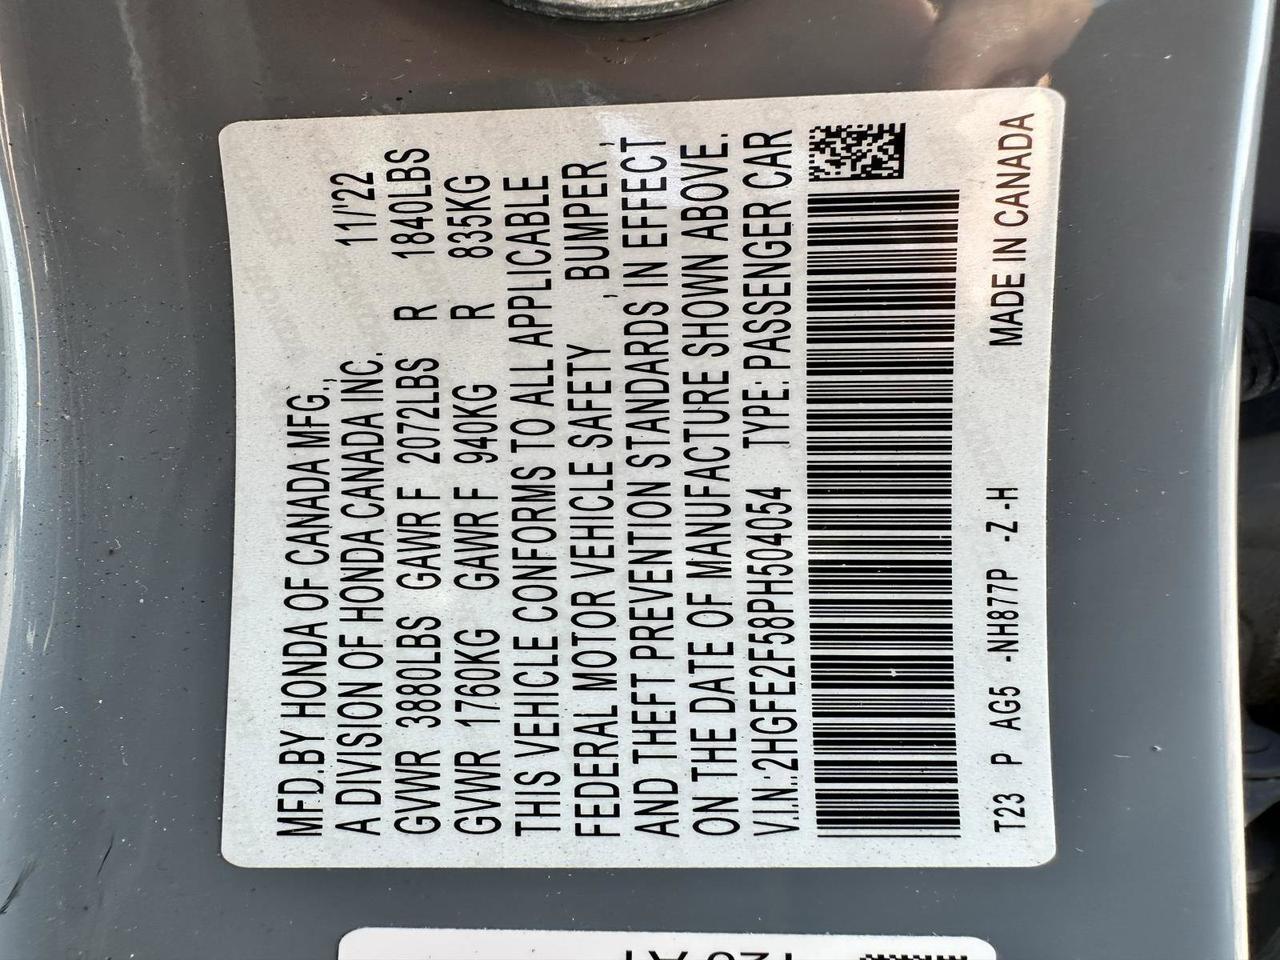 MFD.BY HONDA OF CANADA MFG.,
A DIVISION OF HONDA CANADA INC. 11/'22
GVWR 3880LBS GAWR F 2072LBS R 1840LBS
GVWR 1760KG GAWR F 940KG R 835KG
THIS VEHICLE CONFORMS TO ALL APPLICABLE
FEDERAL MOTOR VEHICLE SAFETY , BUMPER ,
AND THEFT PREVENTION STANDARDS IN EFFECT
ON THE DATE OF MANUFACTURE SHOWN ABOVE.
V.I.N.:2HGFE2F58PH504054 TYPE: PASSENGER CAR
T23 P AG5 -NH877P -Z -H MADE IN CANADA